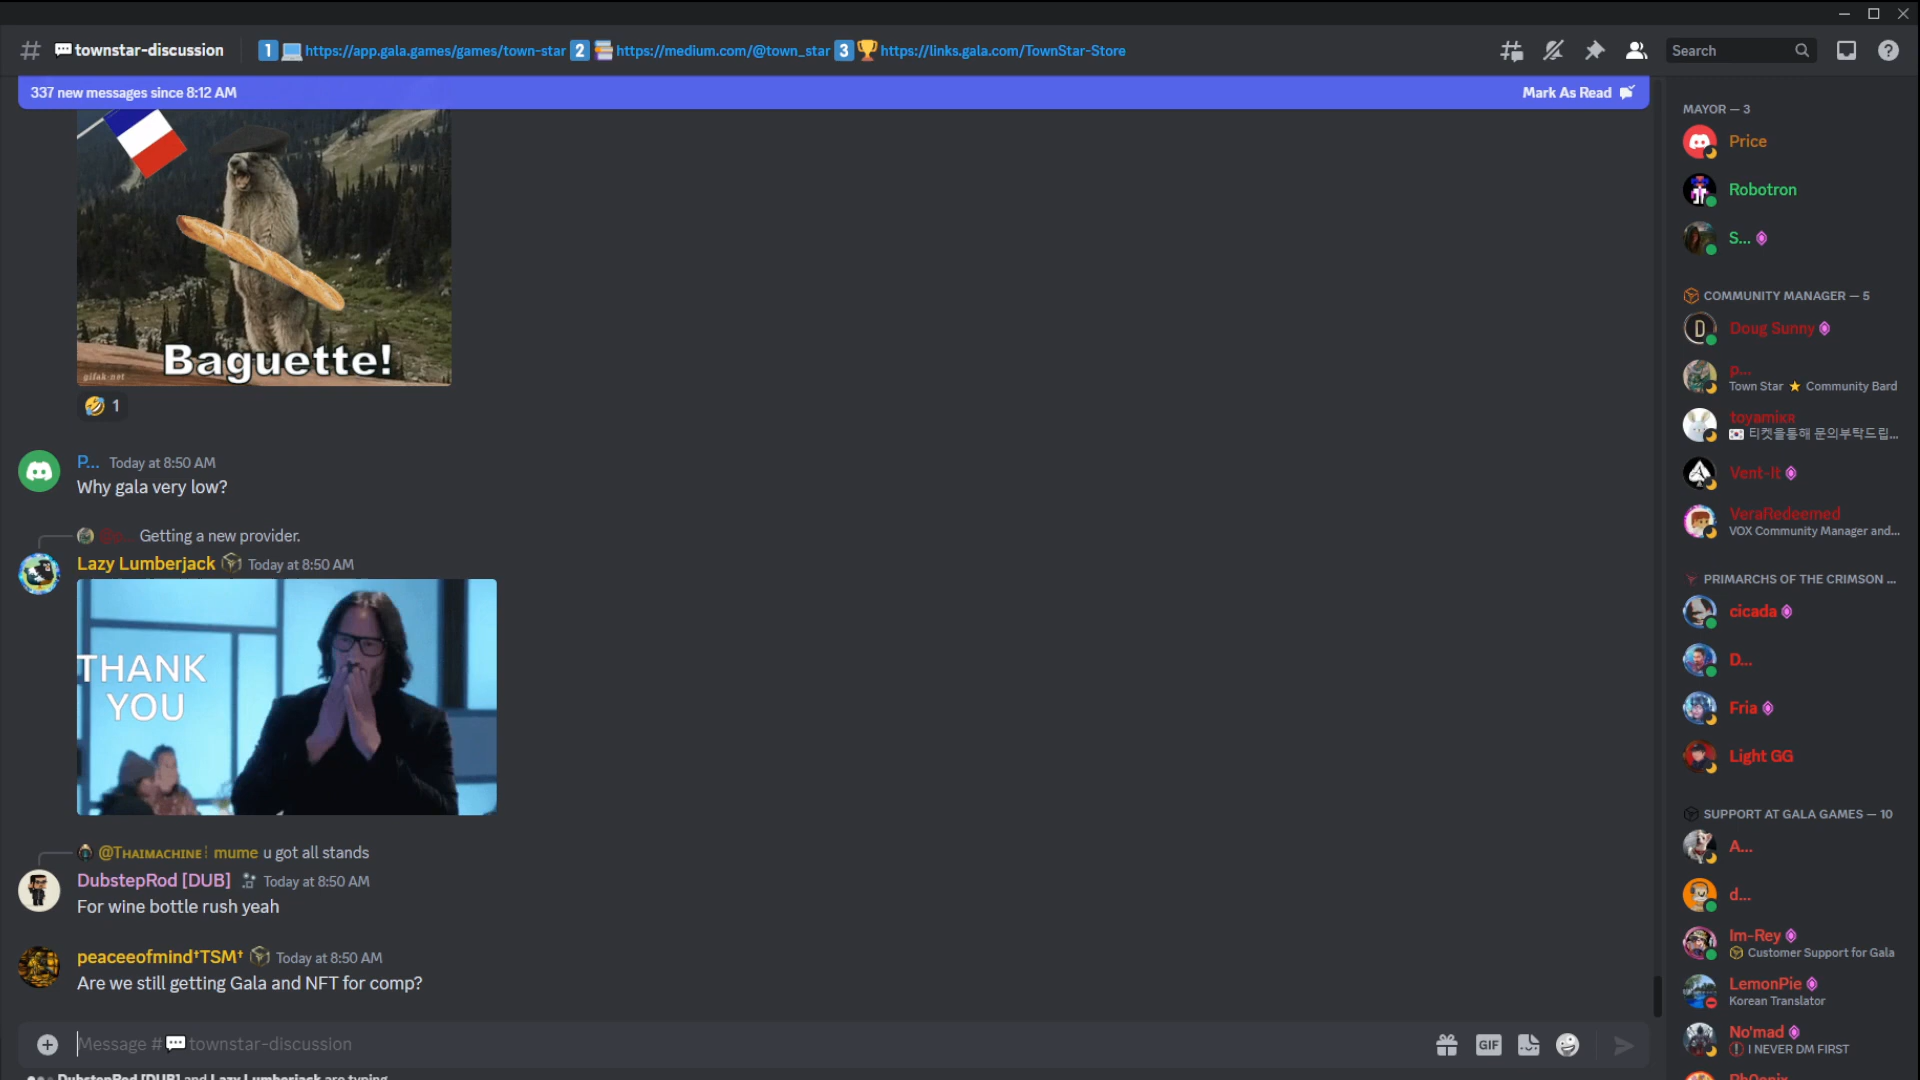 townstar-discussion
1 https://app.gala.games/games/town-star 2 https://medium.com/@town_star 3 https://links.gala.com/TownStar-Store
Search
337 new messages since 8:12 AM
Mark As Read
Baguette!
gifak-net
1
P... Today at 8:50 AM
Why gala very low?
Getting a new provider.
Lazy Lumberjack Today at 8:50 AM
THANK
YOU
@THAIMACHINE⁝ mume u got all stands
DubstepRod [DUB] Today at 8:50 AM
For wine bottle rush yeah
peaceeofmind†TSM† Today at 8:50 AM
Are we still getting Gala and NFT for comp?
Message # townstar-discussion
GIF
DubstepRod [DUB] and Lazy Lumberjack are typing
MAYOR — 3
Price
Robotron
S...
COMMUNITY MANAGER — 5
D
Doug Sunny
p...
Town Star ⭐ Community Bard
toyamiKR
🇰🇷 티켓을통해 문의부탁드립...
Vent-It
VeraRedeemed
VOX Community Manager and...
PRIMARCHS OF THE CRIMSON ...
cicada
D...
Fria
Light GG
SUPPORT AT GALA GAMES — 10
A...
d...
Im-Rey
Customer Support for Gala
LemonPie
Korean Translator
No'mad
I NEVER DM FIRST
Ph0enix